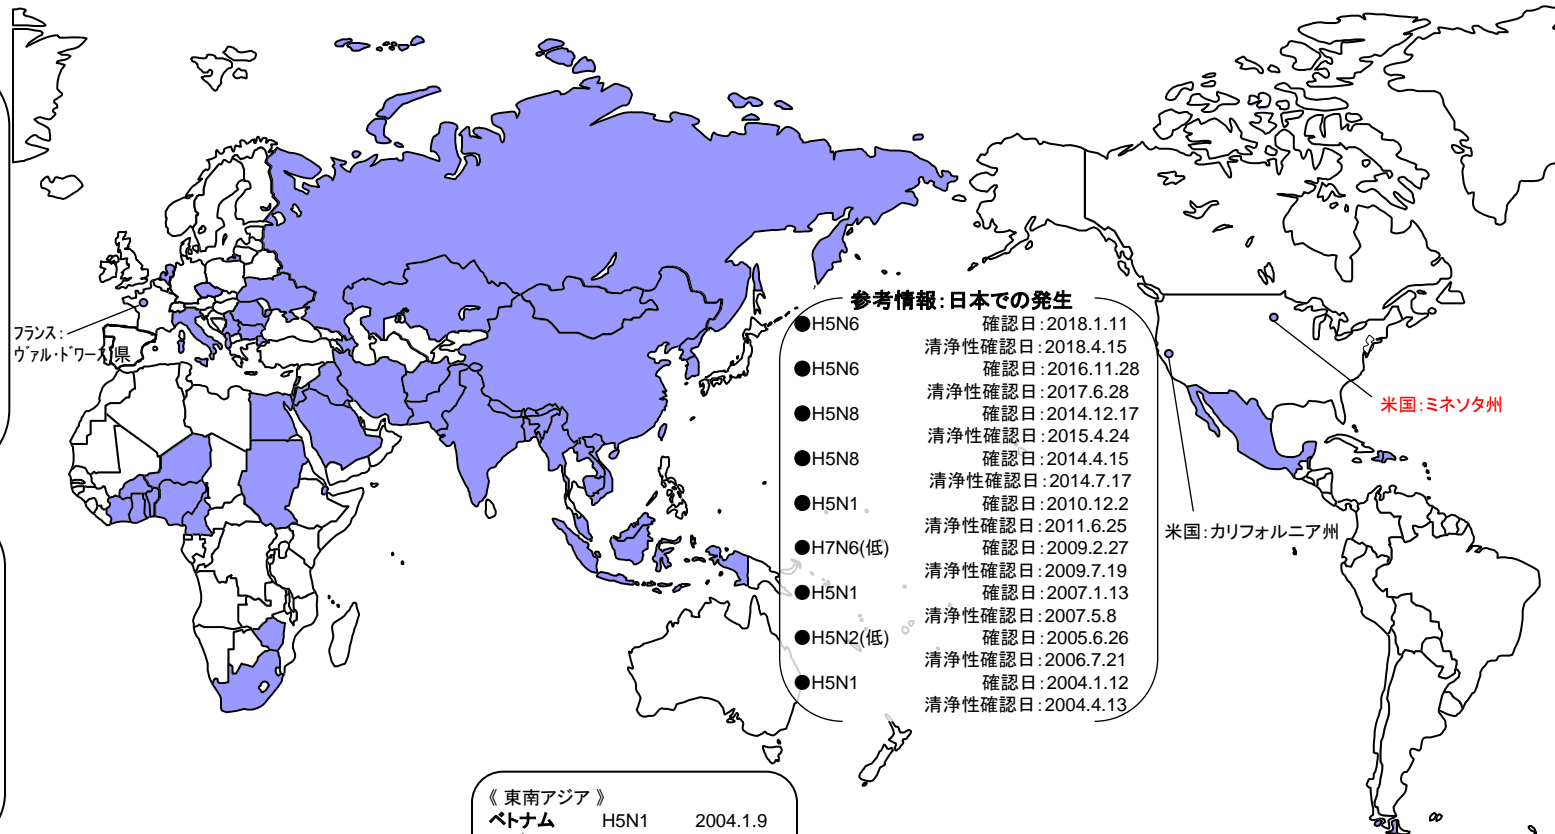 フランス:
ヴァル・ドワーズ県
参考情報:日本での発生
●H5N6 確認日:2018.1.11
清浄性確認日:2018.4.15
●H5N6 確認日:2016.11.28
清浄性確認日:2017.6.28
●H5N8 確認日:2014.12.17
清浄性確認日:2015.4.24
●H5N8 確認日:2014.4.15
清浄性確認日:2014.7.17
●H5N1 確認日:2010.12.2
清浄性確認日:2011.6.25
●H7N6(低) 確認日:2009.2.27
清浄性確認日:2009.7.19
●H5N1 確認日:2007.1.13
清浄性確認日:2007.5.8
●H5N2(低) 確認日:2005.6.26
清浄性確認日:2006.7.21
●H5N1 確認日:2004.1.12
清浄性確認日:2004.4.13
米国:ミネソタ州
米国:カリフォルニア州
《 東南アジア 》
ベトナム H5N1 2004.1.9